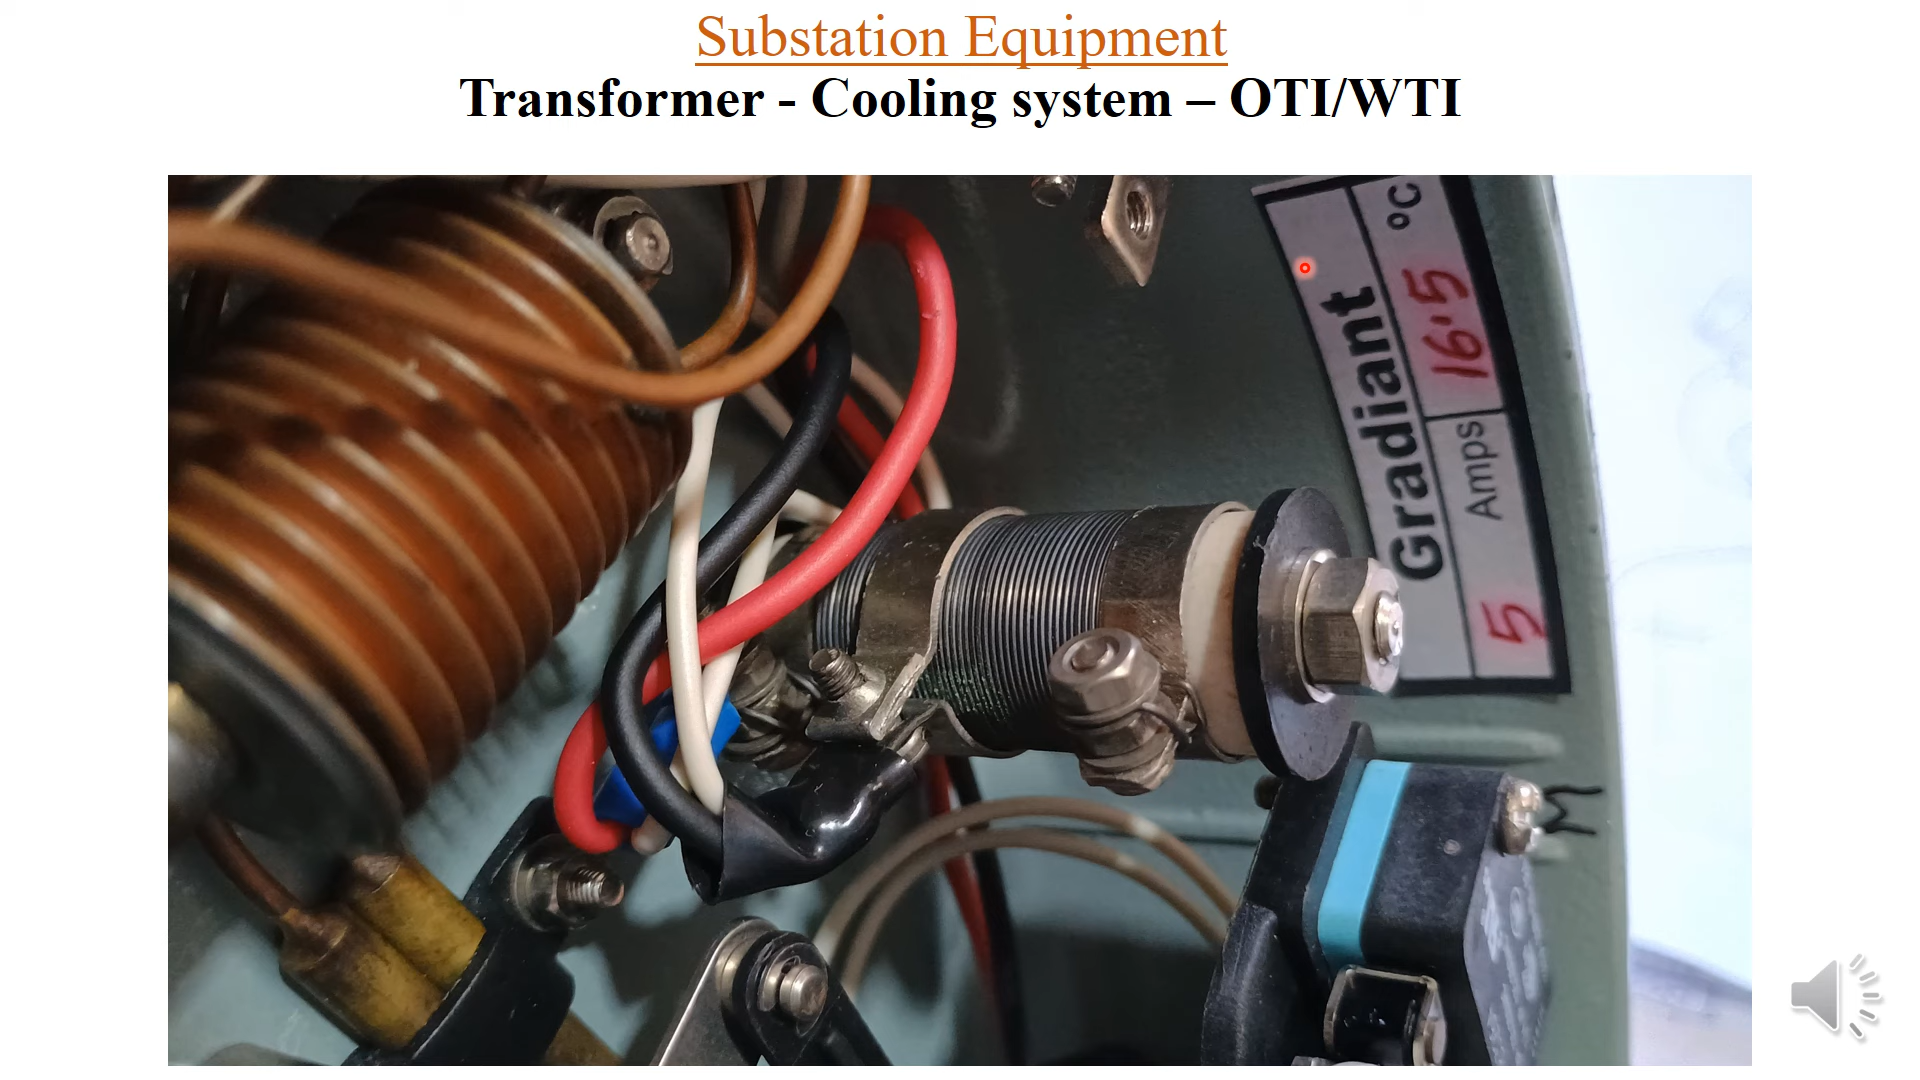 Substation Equipment
Transformer - Cooling system – OTI/WTI
Gradiant
Amps °C
5 16.5
M